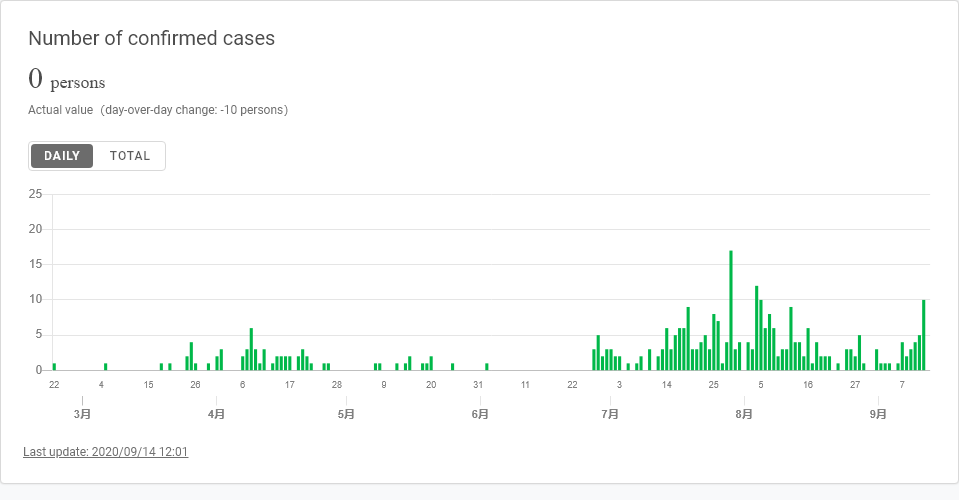 Number of confirmed cases
0 persons
Actual value （day-over-day change: -10 persons）
DAILY TOTAL
25
20
15
10
5
0
22 4 15 26 6 17 28 9 20 31 11 22 3 14 25 5 16 27 7
3月 4月 5月 6月 7月 8月 9月
Last update: 2020/09/14 12:01